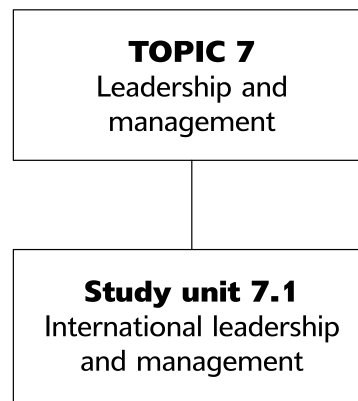 TOPIC 7
Leadership and
management
Study unit 7.1
International leadership
and management